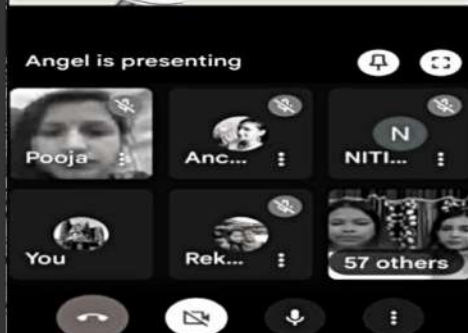 Angel is presenting
N
Pooja Anc... NITI...
You Rek... 57 others